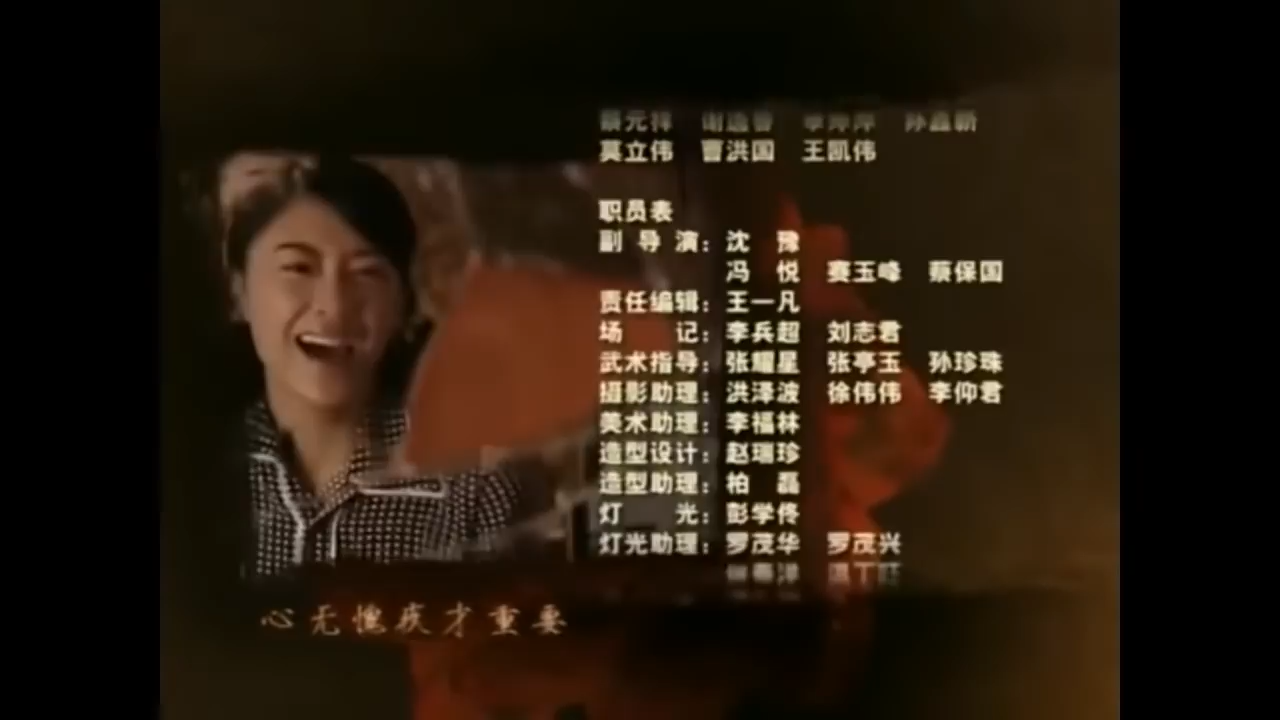 莫立伟 曹洪国 王凯伟
职员表
副导演：沈 豫
冯 悦 赛玉峰 蔡保国
责任编辑：王一凡
场 记：李兵超 刘志君
武术指导：张耀星 张亭玉 孙珍珠
摄影助理：洪泽波 徐伟伟 李仰君
美术助理：李福林
造型设计：赵瑞珍
造型助理：柏 磊
灯 光：彭学佟
灯光助理：罗茂华 罗茂兴
心无愧疚才重要